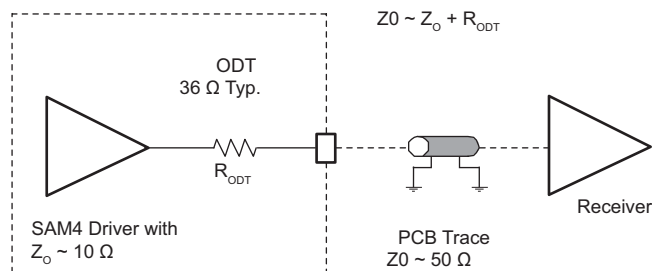 Z0 ~ Z_O + R_ODT
ODT
36 Ω Typ.
R_ODT
SAM4 Driver with
Z_O ~ 10 Ω
PCB Trace
Z0 ~ 50 Ω
Receiver